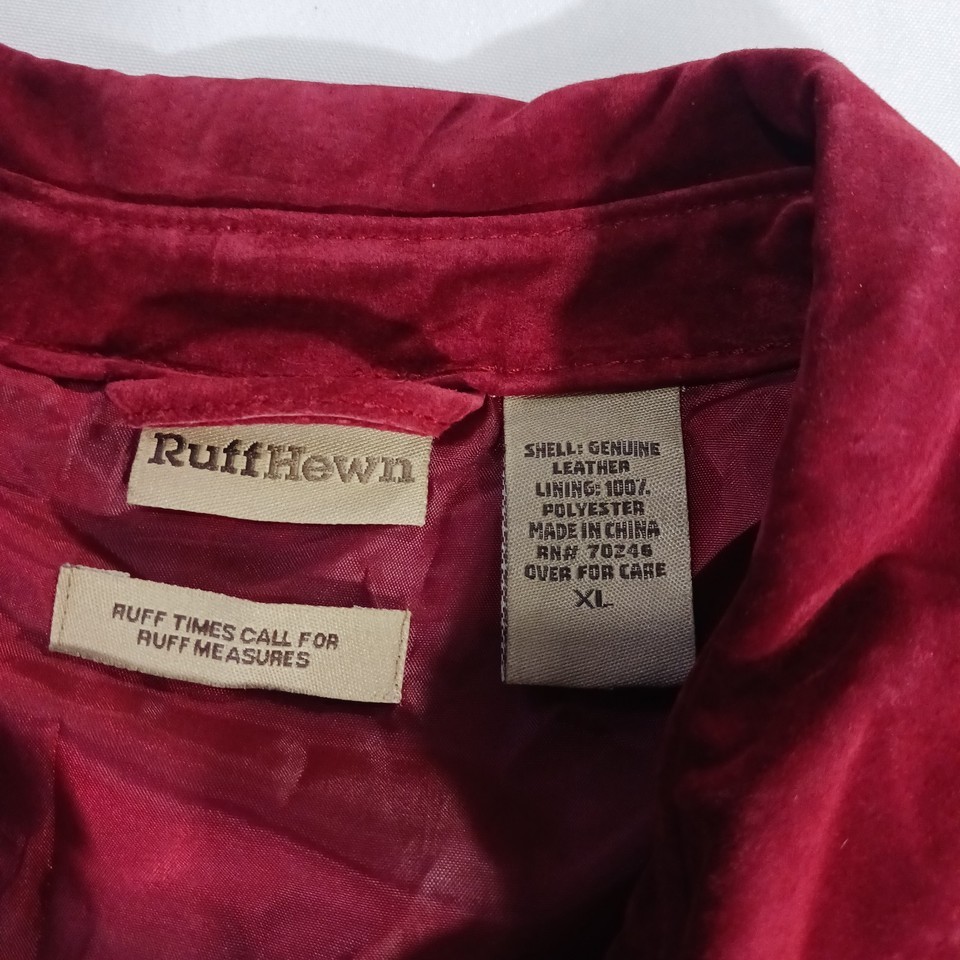 RuffHewn
RUFF TIMES CALL FOR
RUFF MEASURES
SHELL: GENUINE
LEATHER
LINING: 100%
POLYESTER
MADE IN CHINA
RN# 70246
OVER FOR CARE
XL